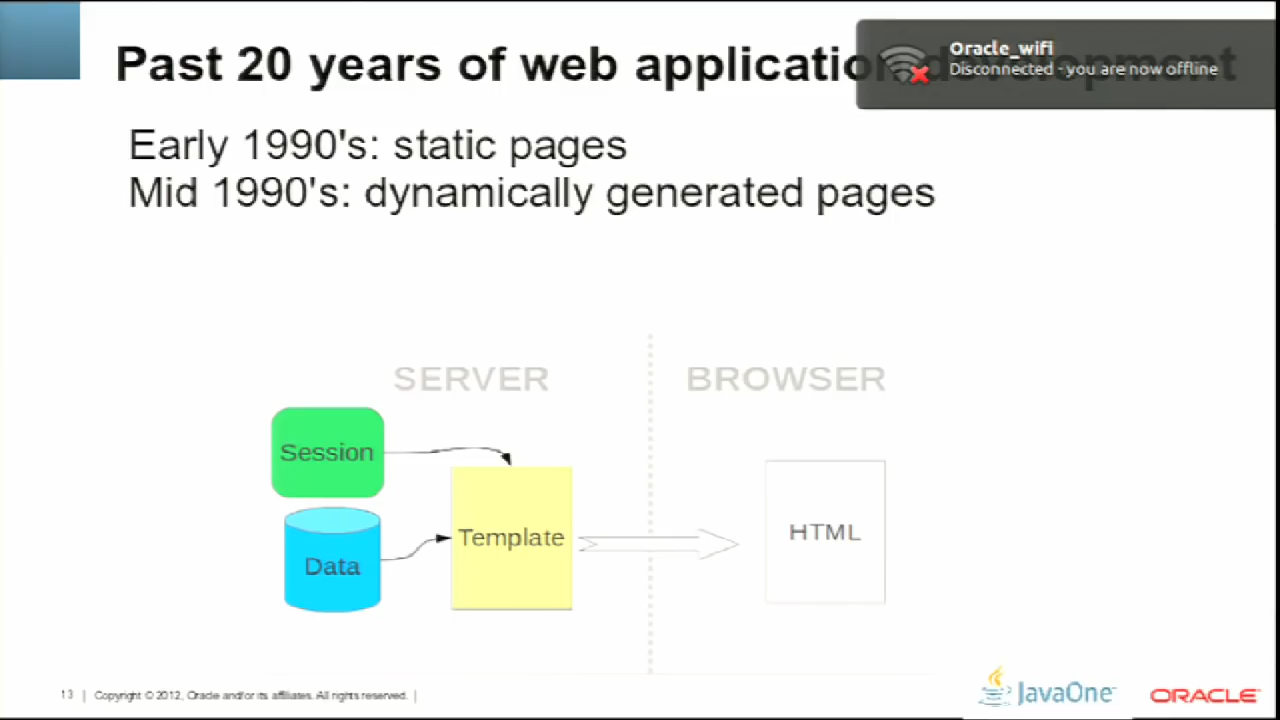 Past 20 years of web application development
Oracle_wifi
Disconnected - you are now offline
Early 1990's: static pages
Mid 1990's: dynamically generated pages
SERVER
BROWSER
Session
Template
HTML
Data
13 | Copyright © 2012, Oracle and/or its affiliates. All rights reserved. |
JavaOne
ORACLE